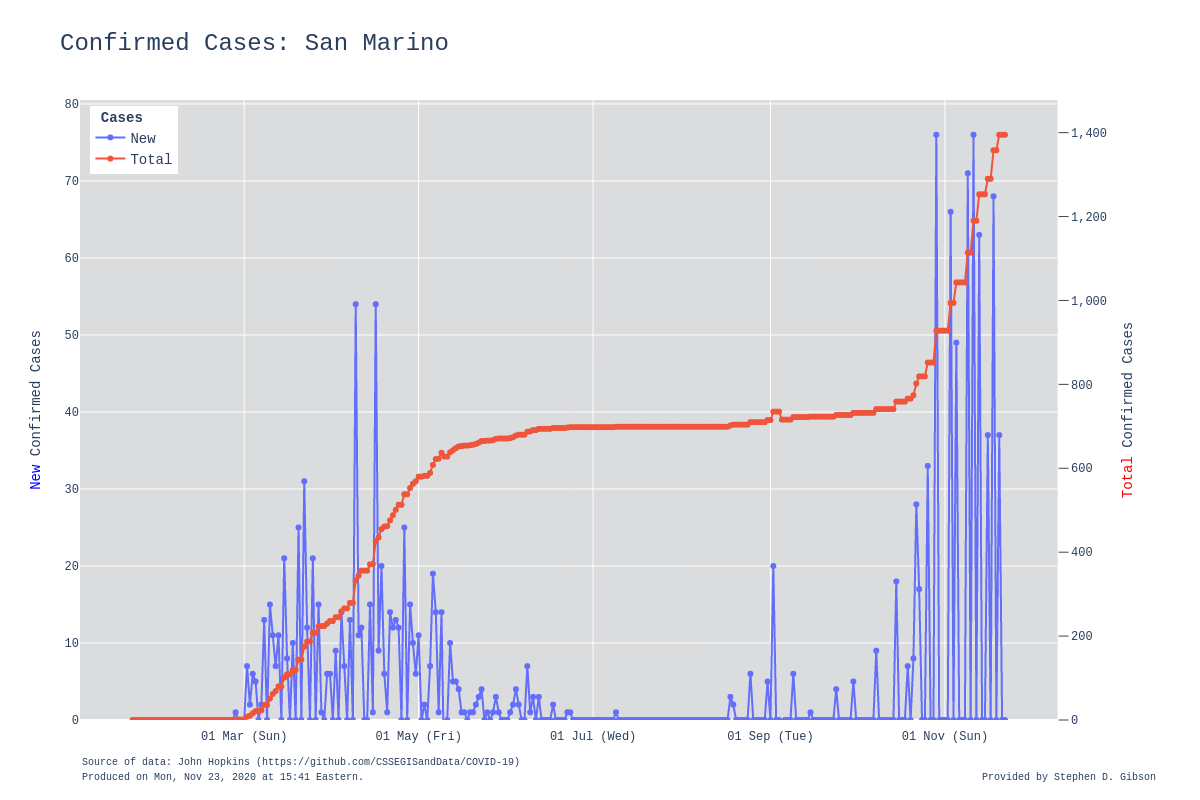 Confirmed Cases: San Marino
Cases
New
Total
80
70
60
50
40
30
20
10
0
New Confirmed Cases
1,400
1,200
1,000
800
600
400
200
0
Total Confirmed Cases
01 Mar (Sun)
01 May (Fri)
01 Jul (Wed)
01 Sep (Tue)
01 Nov (Sun)
Source of data: John Hopkins (https://github.com/CSSEGISandData/COVID-19)
Produced on Mon, Nov 23, 2020 at 15:41 Eastern.
Provided by Stephen D. Gibson